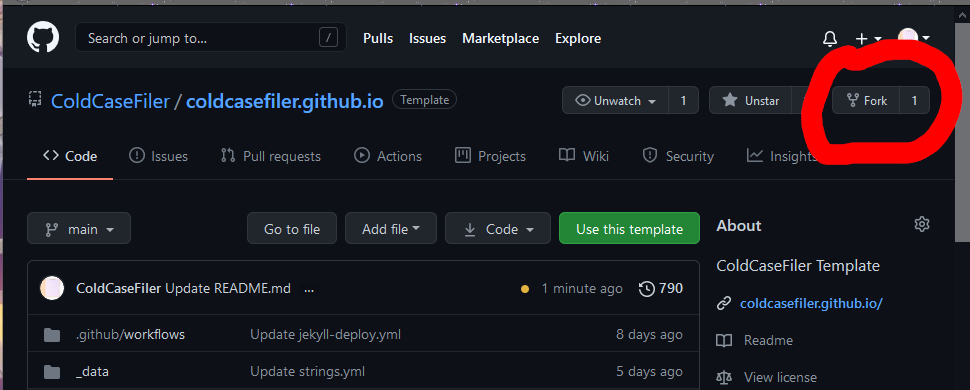 Search or jump to... /
Pulls Issues Marketplace Explore
ColdCaseFiler / coldcasefiler.github.io Template
Unwatch 1 Unstar Fork 1
Code Issues Pull requests Actions Projects Wiki Security Insights
main Go to file Add file Code Use this template
About
ColdCaseFiler Update README.md ... 1 minute ago 790
ColdCaseFiler Template
.github/workflows Update jekyll-deploy.yml 8 days ago
coldcasefiler.github.io/
Readme
_data Update strings.yml 5 days ago
View license